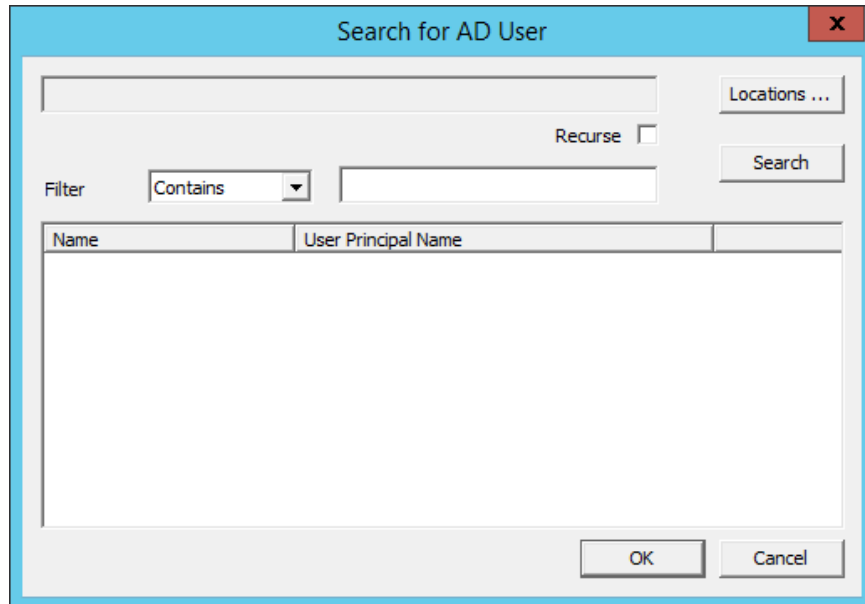 Search for AD User
x
Locations ...
Recurse
Search
Filter Contains
Name User Principal Name
OK Cancel